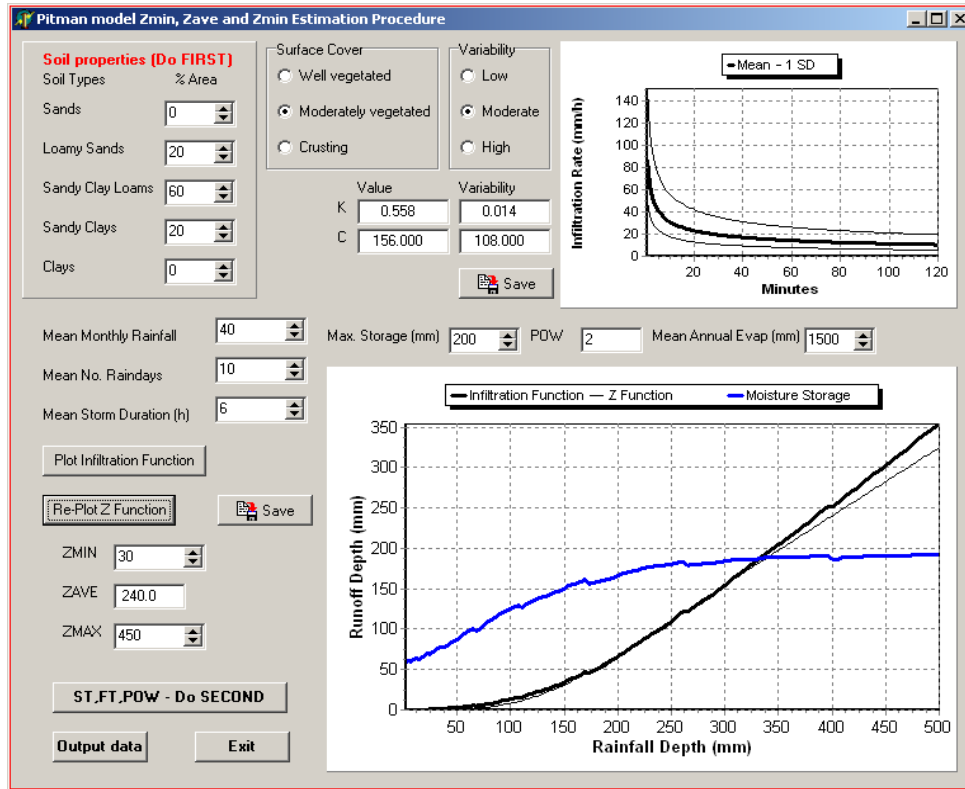 Pitman model Zmin, Zave and Zmin Estimation Procedure
Soil properties (Do FIRST)
Soil Types % Area
Sands 0
Loamy Sands 20
Sandy Clay Loams 60
Sandy Clays 20
Clays 0
Surface Cover
Well vegetated
Moderately vegetated
Crusting
Variability
Low
Moderate
High
Value Variability
K 0.558 0.014
C 156.000 108.000
Save
Mean - 1 SD
Infiltration Rate (mm/h)
140
120
100
80
60
40
20
0
20 40 60 80 100 120
Minutes
Mean Monthly Rainfall 40
Mean No. Raindays 10
Mean Storm Duration (h) 6
Max. Storage (mm) 200 POW 2 Mean Annual Evap (mm) 1500
Plot Infiltration Function
Re-Plot Z Function Save
ZMIN 30
ZAVE 240.0
ZMAX 450
ST,FT,POW - Do SECOND
Output data Exit
Infiltration Function Z Function Moisture Storage
Runoff Depth (mm)
350
300
250
200
150
100
50
0
50 100 150 200 250 300 350 400 450 500
Rainfall Depth (mm)